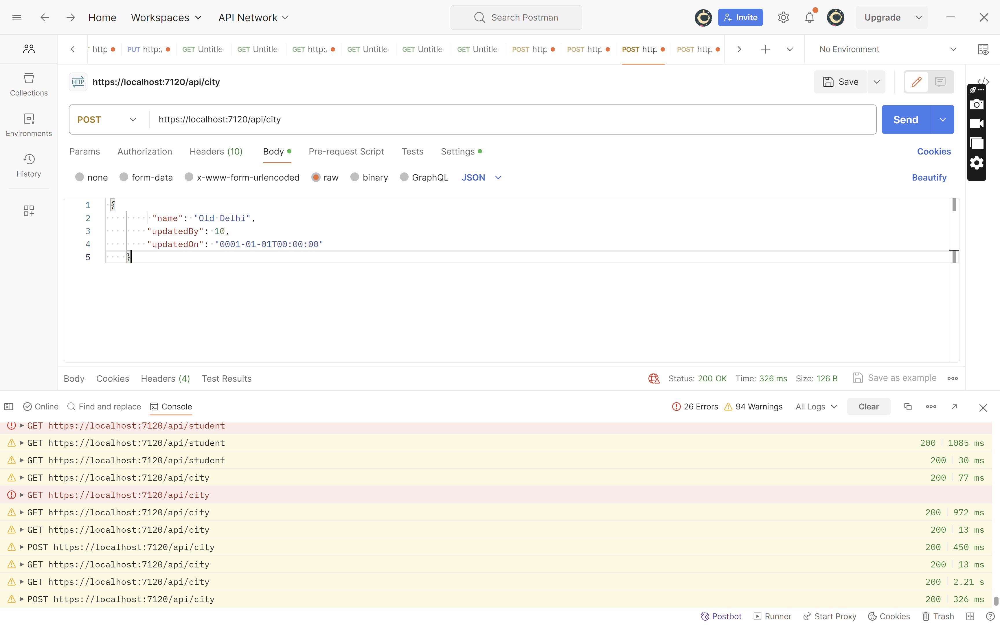 Home Workspaces API Network Search Postman Invite Upgrade
http PUT http:/ GET Untitle GET Untitle GET http:/ GET Untitle GET Untitle GET Untitle POST http POST http POST http POST http No Environment
HTTP https://localhost:7120/api/city Save
Collections
POST https://localhost:7120/api/city Send
Environments
Params Authorization Headers (10) Body Pre-request Script Tests Settings Cookies
History
none form-data x-www-form-urlencoded raw binary GraphQL JSON Beautify
1 {
2 "name": "Old Delhi",
3 "updatedBy": 10,
4 "updatedOn": "0001-01-01T00:00:00"
5 }
Body Cookies Headers (4) Test Results Status: 200 OK Time: 326 ms Size: 126 B Save as example
Online Find and replace Console 26 Errors 94 Warnings All Logs Clear
GET https://localhost:7120/api/student
GET https://localhost:7120/api/student 200 1085 ms
GET https://localhost:7120/api/student 200 30 ms
GET https://localhost:7120/api/city 200 77 ms
GET https://localhost:7120/api/city
GET https://localhost:7120/api/city 200 972 ms
GET https://localhost:7120/api/city 200 13 ms
POST https://localhost:7120/api/city 200 450 ms
GET https://localhost:7120/api/city 200 13 ms
GET https://localhost:7120/api/city 200 2.21 s
POST https://localhost:7120/api/city 200 326 ms
Postbot Runner Start Proxy Cookies Trash